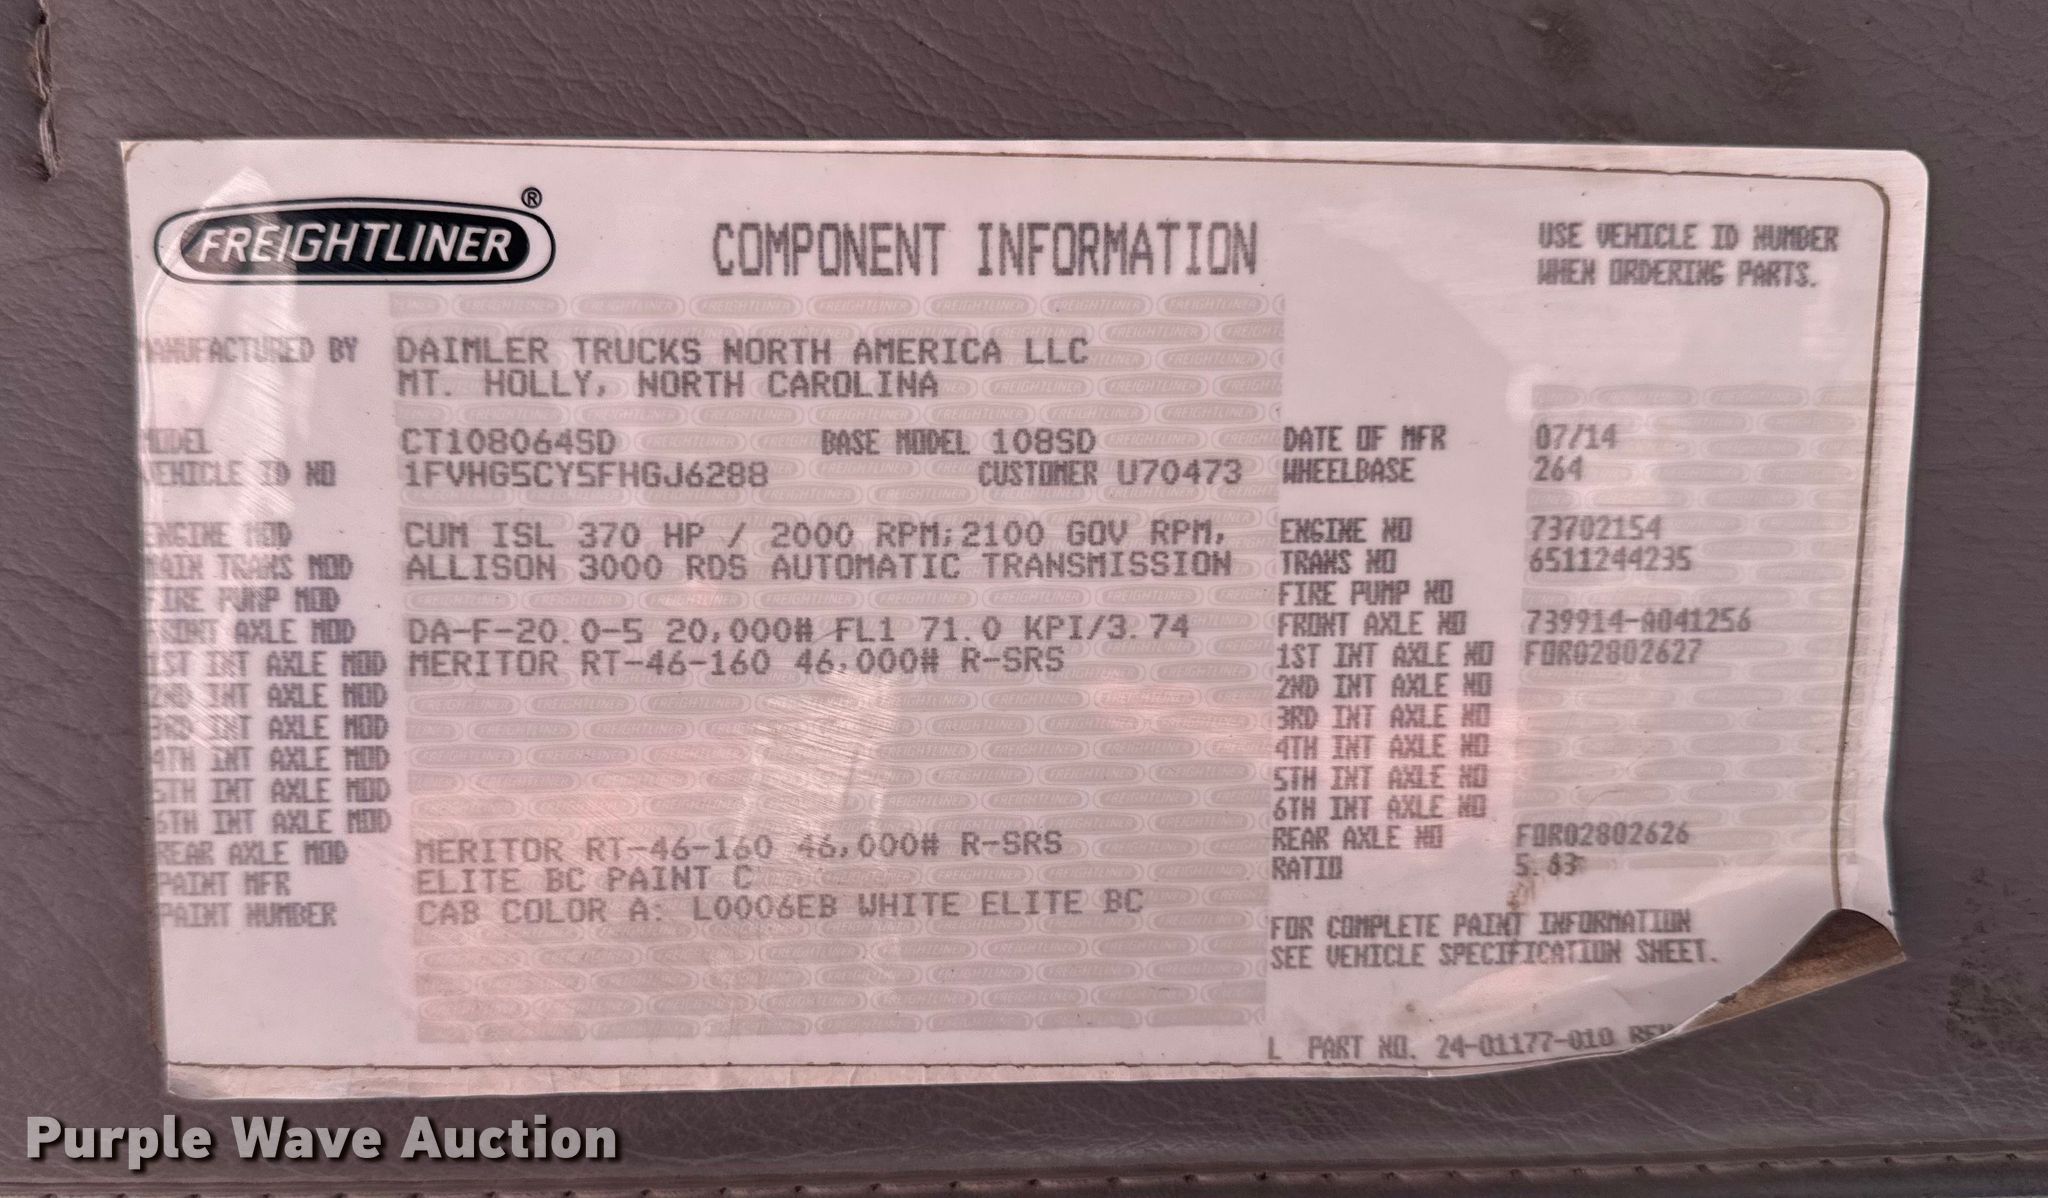 FREIGHTLINER®
COMPONENT INFORMATION
USE VEHICLE ID NUMBER
WHEN ORDERING PARTS.
MANUFACTURED BY DAIMLER TRUCKS NORTH AMERICA LLC
MT. HOLLY, NORTH CAROLINA
MODEL CT108064SD BASE MODEL 108SD DATE OF MFR 07/14
VEHICLE ID NO 1FVHG5CY5FHGJ6288 CUSTOMER U70473 WHEELBASE 264
ENGINE MOD CUM ISL 370 HP / 2000 RPM;2100 GOV RPM, ENGINE NO 73702154
MAIN TRANS MOD ALLISON 3000 RDS AUTOMATIC TRANSMISSION TRANS NO 6511244235
FIRE PUMP MOD FIRE PUMP NO
FRONT AXLE MOD DA-F-20.0-5 20,000# FL1 71.0 KPI/3.74 FRONT AXLE NO 739914-A041256
1ST INT AXLE MOD MERITOR RT-46-160 46,000# R-SRS 1ST INT AXLE NO FOR02802627
2ND INT AXLE MOD 2ND INT AXLE NO
3RD INT AXLE MOD 3RD INT AXLE NO
4TH INT AXLE MOD 4TH INT AXLE NO
5TH INT AXLE MOD 5TH INT AXLE NO
6TH INT AXLE MOD 6TH INT AXLE NO
REAR AXLE MOD MERITOR RT-46-160 46,000# R-SRS REAR AXLE NO FOR02802626
PAINT MFR ELITE BC PAINT C RATIO 5.63
PAINT NUMBER CAB COLOR A: L0006EB WHITE ELITE BC
FOR COMPLETE PAINT INFORMATION
SEE VEHICLE SPECIFICATION SHEET.
L PART NO. 24-01177-010
Purple Wave Auction